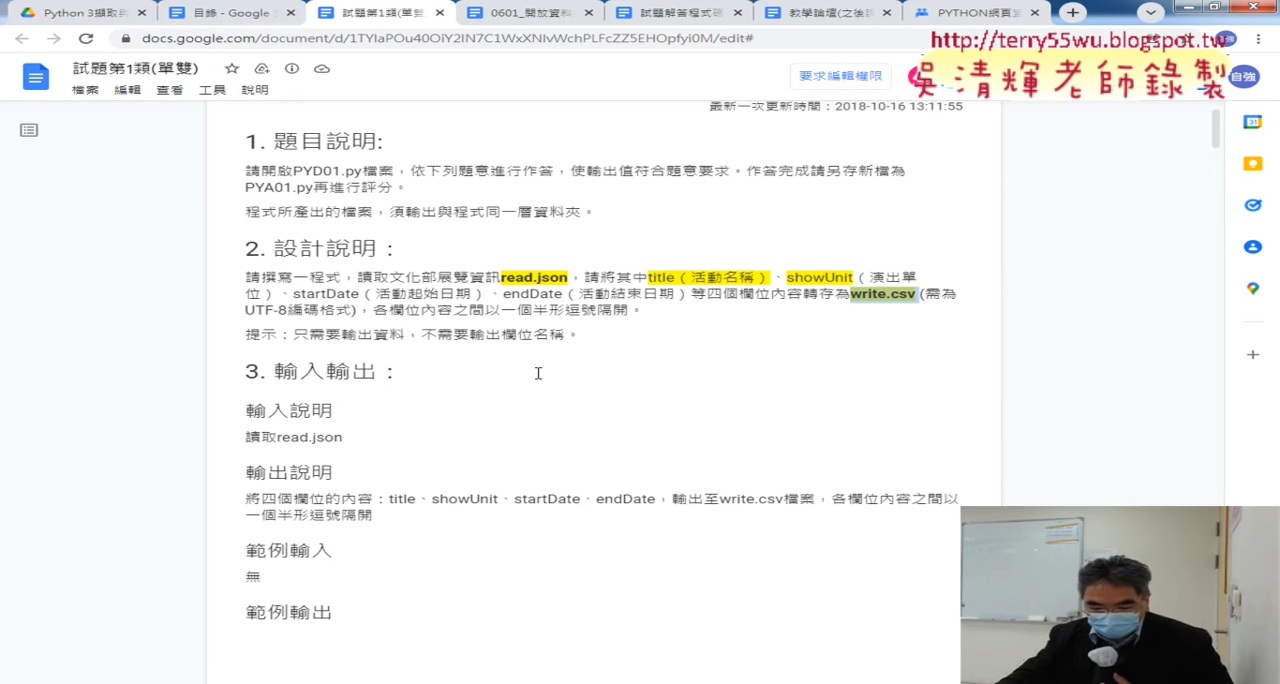 Python 3擷取與
目錄 - Google
試題第1類(單雙
0601_開放資料
試題解答程式碼
教學論壇(之後課
PYTHON網頁
docs.google.com/document/d/1TYlaPOu40OiY2IN7C1WxXNIvWchPLFcZZ5EHOpfyi0M/edit#
http://terry55wu.blogspot.tw
吳清輝老師錄製
試題第1類(單雙)
檔案 編輯 查看 工具 說明
要求編輯權限
自強
最新一次更新時間：2018-10-16 13:11:55
1. 題目說明:
請開啟PYD01.py檔案，依下列題意進行作答，使輸出值符合題意要求。作答完成請另存新檔為
PYA01.py再進行評分。
程式所產出的檔案，須輸出與程式同一層資料夾。
2. 設計說明：
請撰寫一程式，讀取文化部展覽資訊read.json，請將其中title（活動名稱）、showUnit（演出單
位）、startDate（活動起始日期）、endDate（活動結束日期）等四個欄位內容轉存為write.csv(需為
UTF-8編碼格式)，各欄位內容之間以一個半形逗號隔開。
提示：只需要輸出資料，不需要輸出欄位名稱。
3. 輸入輸出：
輸入說明
讀取read.json
輸出說明
將四個欄位的內容：title、showUnit、startDate、endDate，輸出至write.csv檔案，各欄位內容之間以
一個半形逗號隔開
範例輸入
無
範例輸出